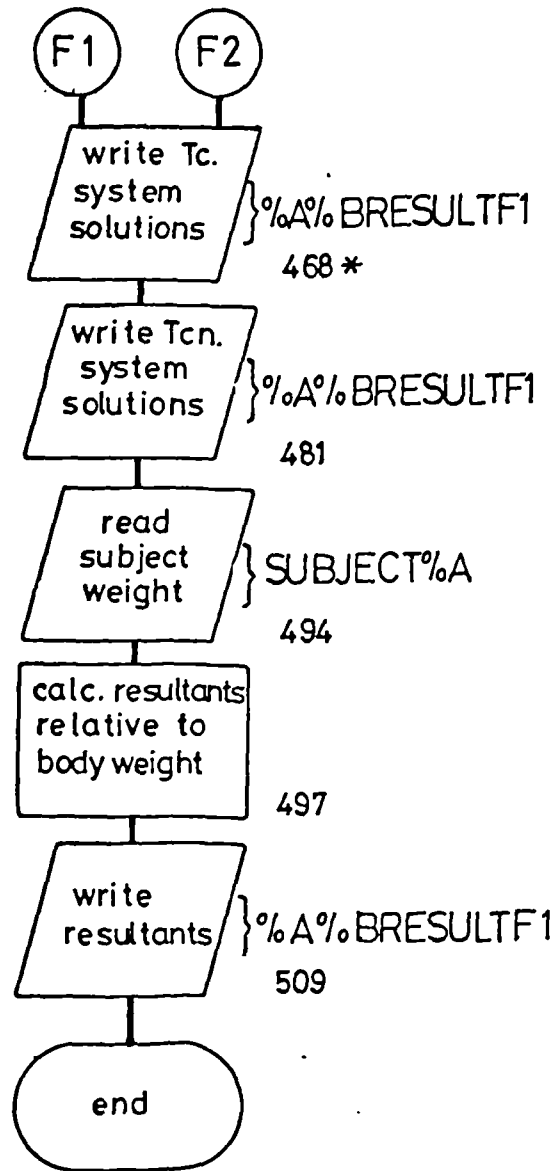 F1 F2
write Tc.
system
solutions
}%A%BRESULTF1
468 *
write Tcn.
system
solutions
}%A%BRESULTF1
481
read
subject
weight
} SUBJECT%A
494
calc. resultants
relative to
body weight
497
write
resultants
}%A%BRESULTF1
509
end